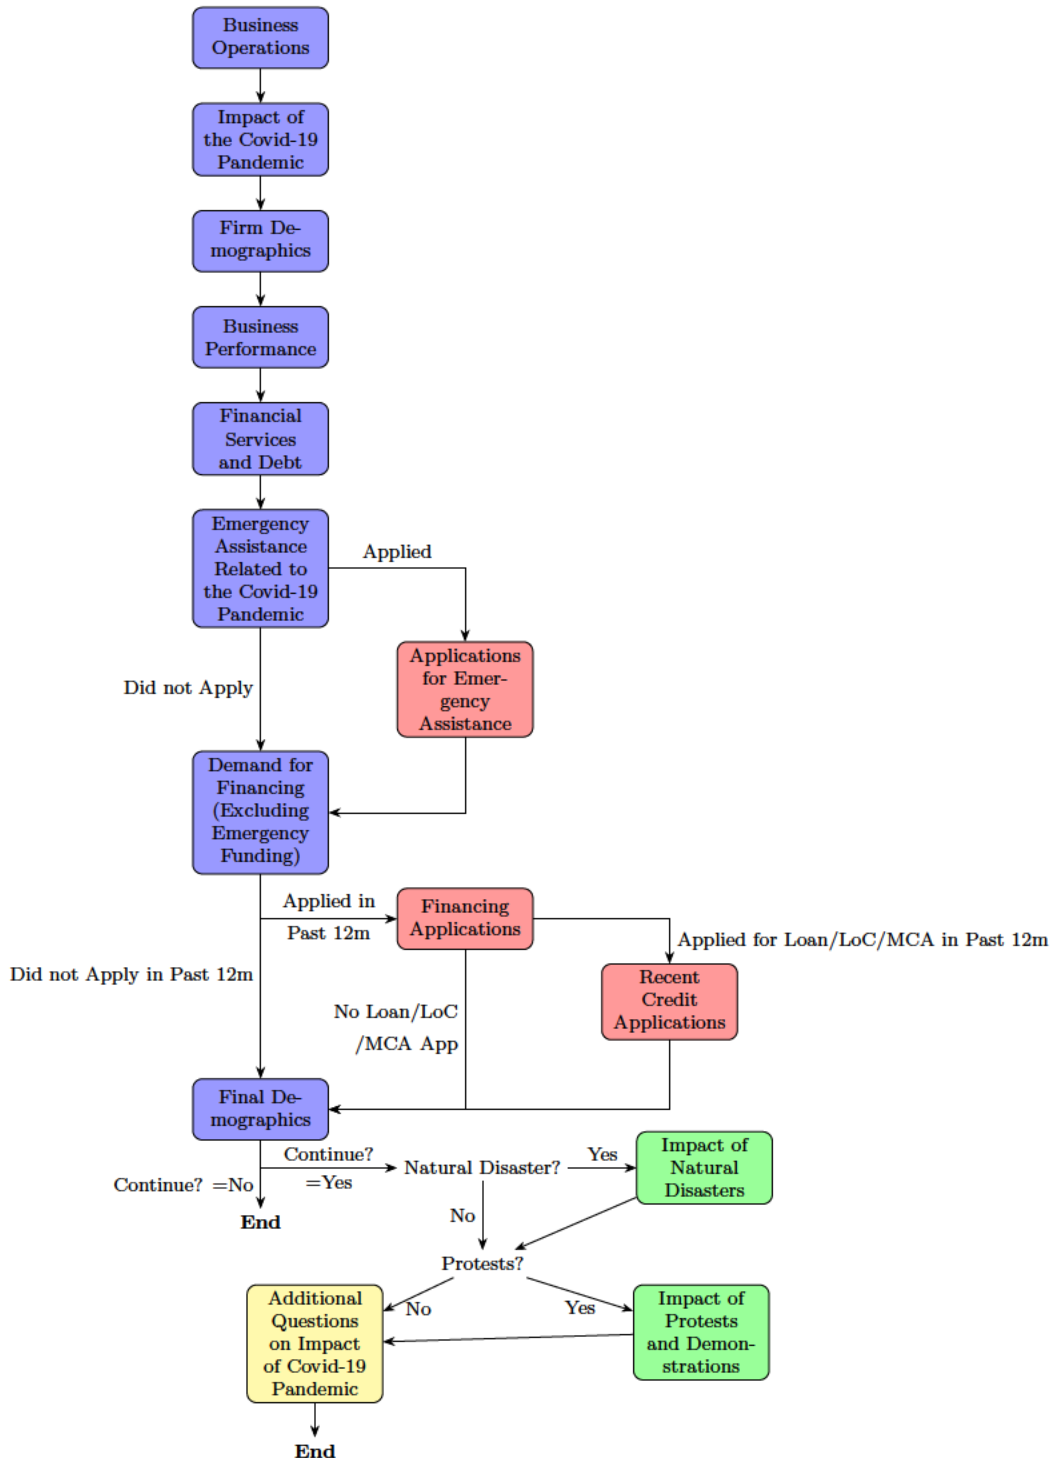 Business
Operations
Impact of
the Covid-19
Pandemic
Firm De-
mographics
Business
Performance
Financial
Services
and Debt
Emergency
Assistance
Related to
the Covid-19
Pandemic
Applied
Applications
for Emer-
gency
Assistance
Did not Apply
Demand for
Financing
(Excluding
Emergency
Funding)
Applied in
Past 12m
Financing
Applications
Applied for Loan/LoC/MCA in Past 12m
Did not Apply in Past 12m
Recent
Credit
Applications
No Loan/LoC
/MCA App
Final De-
mographics
Continue?
=Yes
Continue? =No
End
Natural Disaster?
Yes
Impact of
Natural
Disasters
No
Protests?
No
Yes
Additional
Questions
on Impact
of Covid-19
Pandemic
Impact of
Protests
and Demon-
strations
End